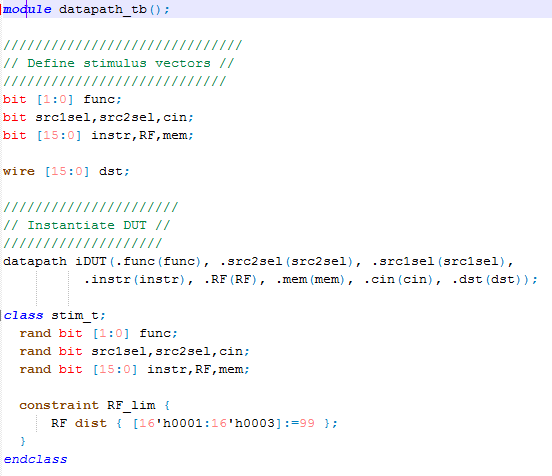 module datapath_tb();
//////////////////////////////
// Define stimulus vectors //
////////////////////////////
bit [1:0] func;
bit src1sel,src2sel,cin;
bit [15:0] instr,RF,mem;
wire [15:0] dst;
//////////////////////
// Instantiate DUT //
////////////////////
datapath iDUT(.func(func), .src2sel(src2sel), .src1sel(src1sel),
.instr(instr), .RF(RF), .mem(mem), .cin(cin), .dst(dst));
class stim_t;
rand bit [1:0] func;
rand bit src1sel,src2sel,cin;
rand bit [15:0] instr,RF,mem;
constraint RF_lim {
RF dist { [16'h0001:16'h0003]:=99 };
}
endclass